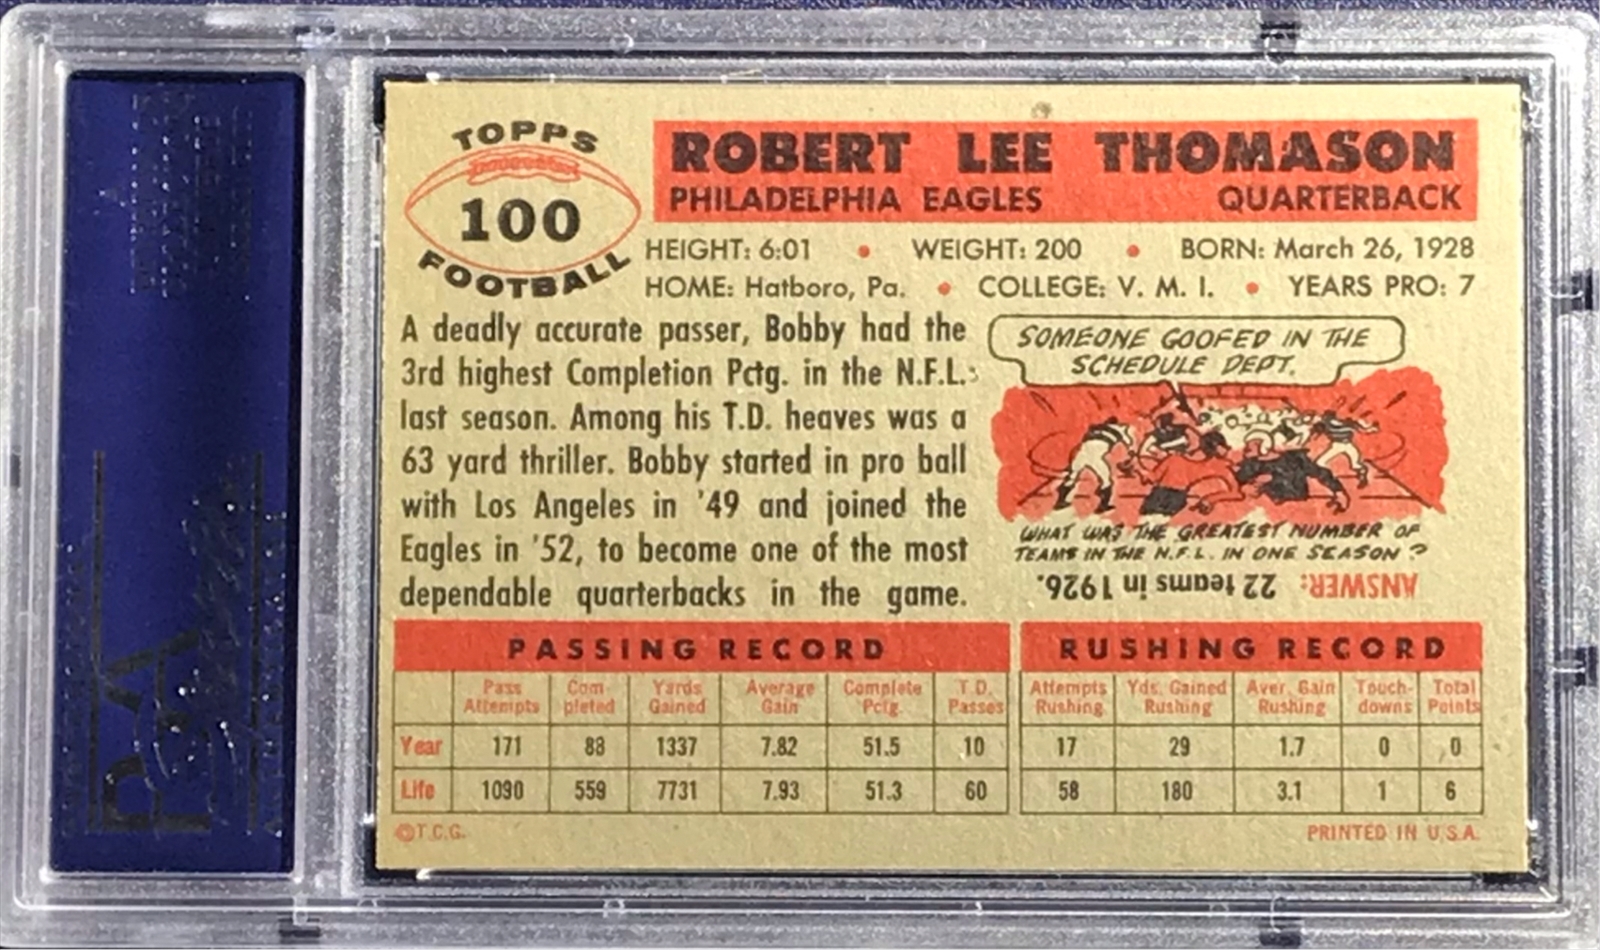 TOPPS
100
FOOTBALL
ROBERT LEE THOMASON
PHILADELPHIA EAGLES QUARTERBACK
HEIGHT: 6:01 • WEIGHT: 200 • BORN: March 26, 1928
HOME: Hatboro, Pa. • COLLEGE: V. M. I. • YEARS PRO: 7
A deadly accurate passer, Bobby had the
3rd highest Completion Pctg. in the N.F.L.
last season. Among his T.D. heaves was a
63 yard thriller. Bobby started in pro ball
with Los Angeles in '49 and joined the
Eagles in '52, to become one of the most
dependable quarterbacks in the game.
SOMEONE GOOFED IN THE
SCHEDULE DEPT.
WHAT WAS THE GREATEST NUMBER OF
TEAMS IN THE N.F.L. IN ONE SEASON?
ANSWER: 22 teams in 1926.
PASSING RECORD
Pass Attempts Completed Yards Gained Average Gain Complete Pctg. T.D. Passes
Year 171 88 1337 7.82 51.5 10
Life 1090 559 7731 7.93 51.3 60
RUSHING RECORD
Attempts Rushing Yds. Gained Rushing Aver. Gain Rushing Touch-downs Total Points
17 29 1.7 0 0
58 180 3.1 1 6
©T.C.G. PRINTED IN U.S.A.
PSA